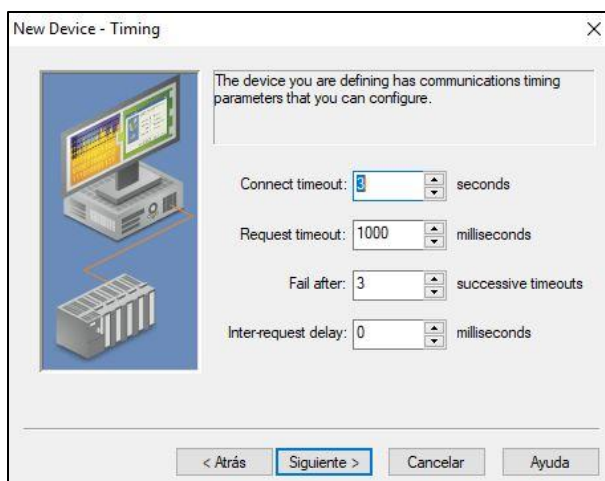 New Device - Timing
The device you are defining has communications timing
parameters that you can configure.
Connect timeout: 3 seconds
Request timeout: 1000 milliseconds
Fail after: 3 successive timeouts
Inter-request delay: 0 milliseconds
< Atrás Siguiente > Cancelar Ayuda